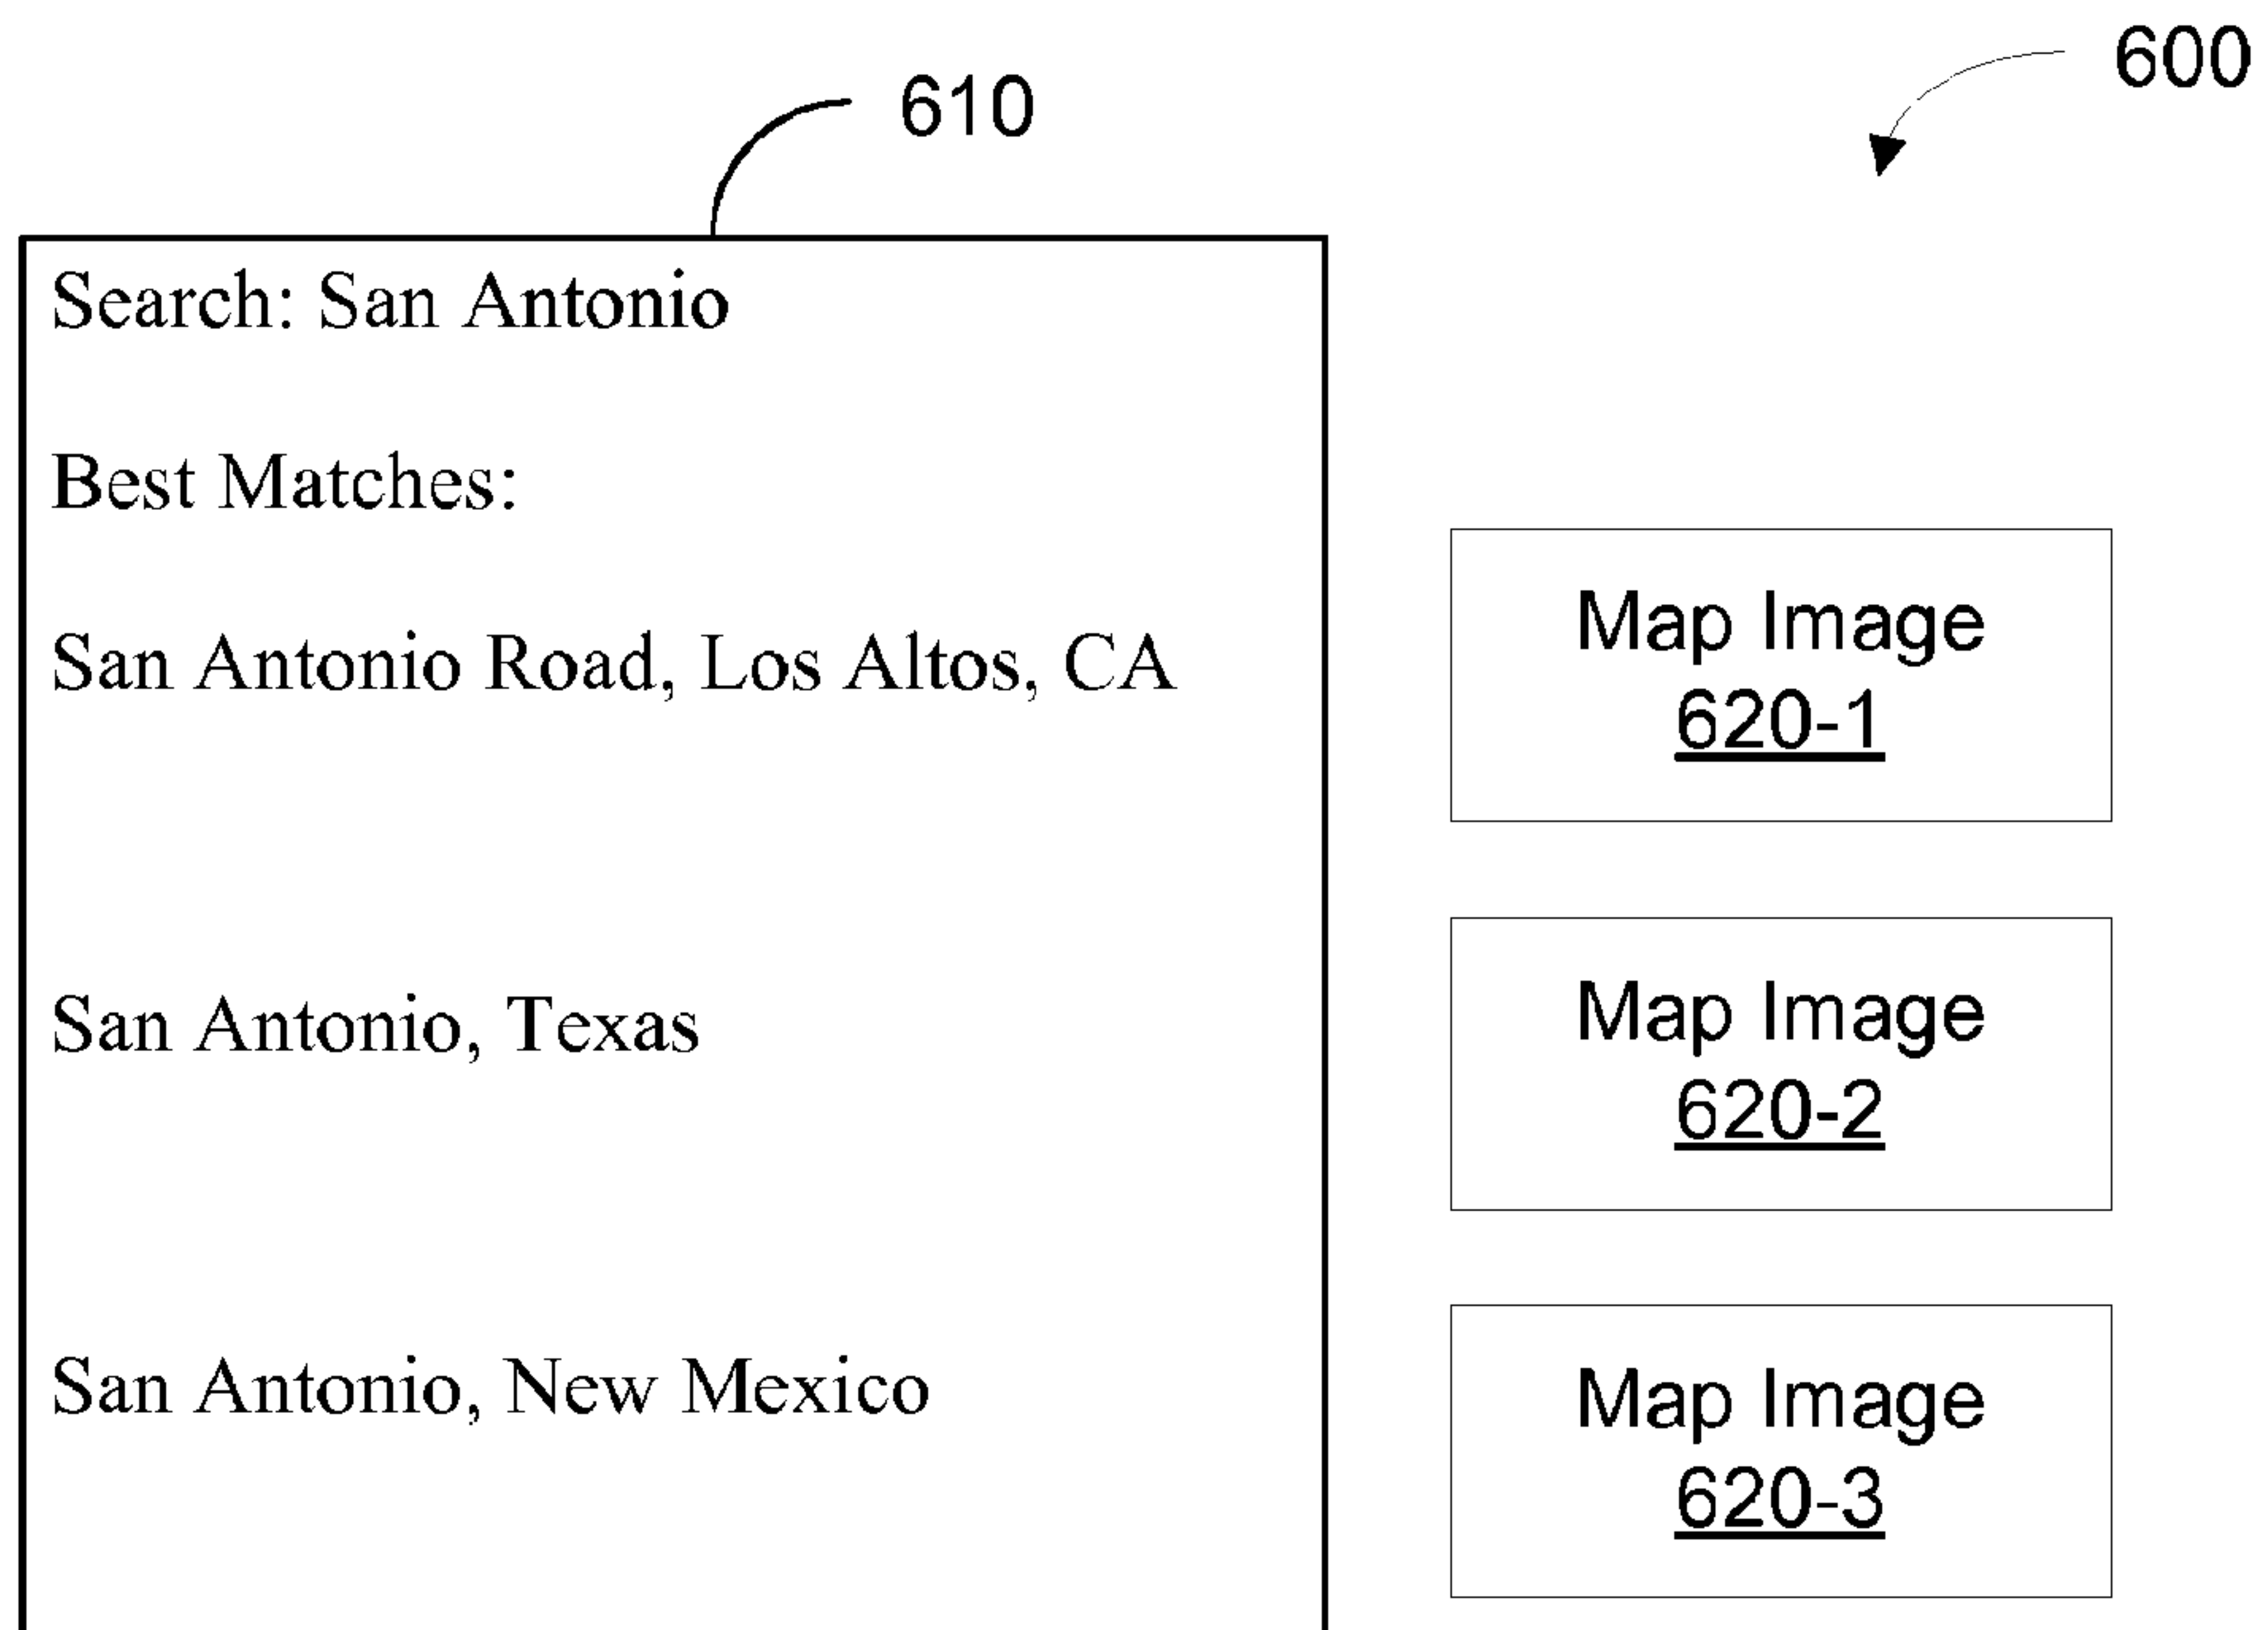 600
610
Search: San Antonio
Best Matches:
San Antonio Road, Los Altos, CA
San Antonio, Texas
San Antonio, New Mexico
Map Image
620-1
Map Image
620-2
Map Image
620-3